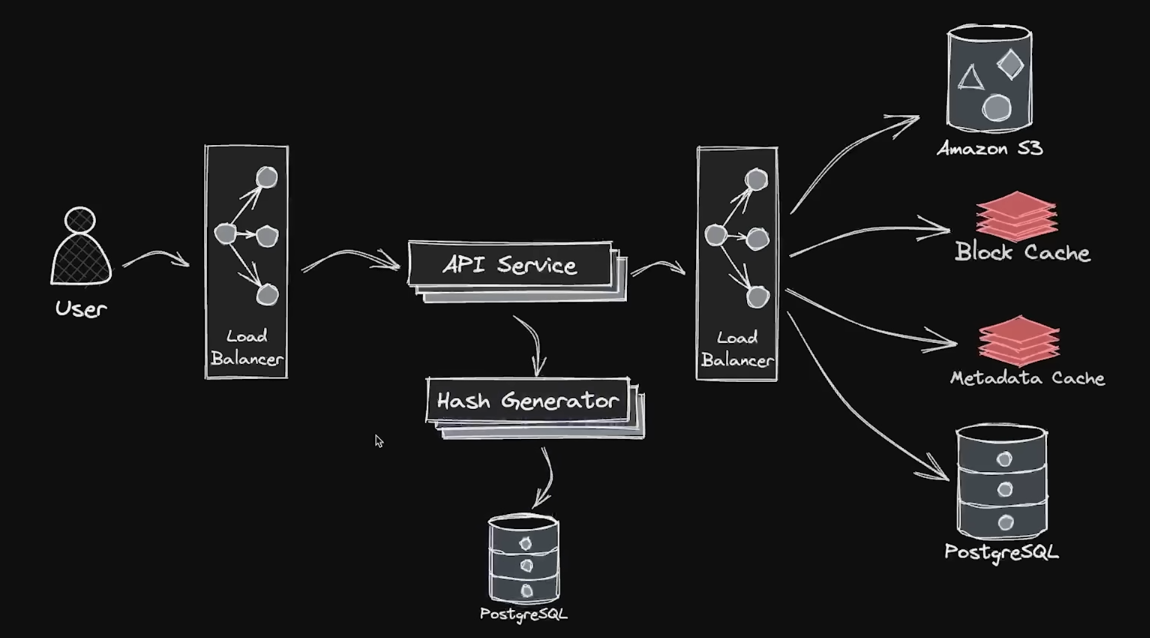 User
Load
Balancer
API Service
Hash Generator
PostgreSQL
Load
Balancer
Amazon S3
Block Cache
Metadata Cache
PostgreSQL